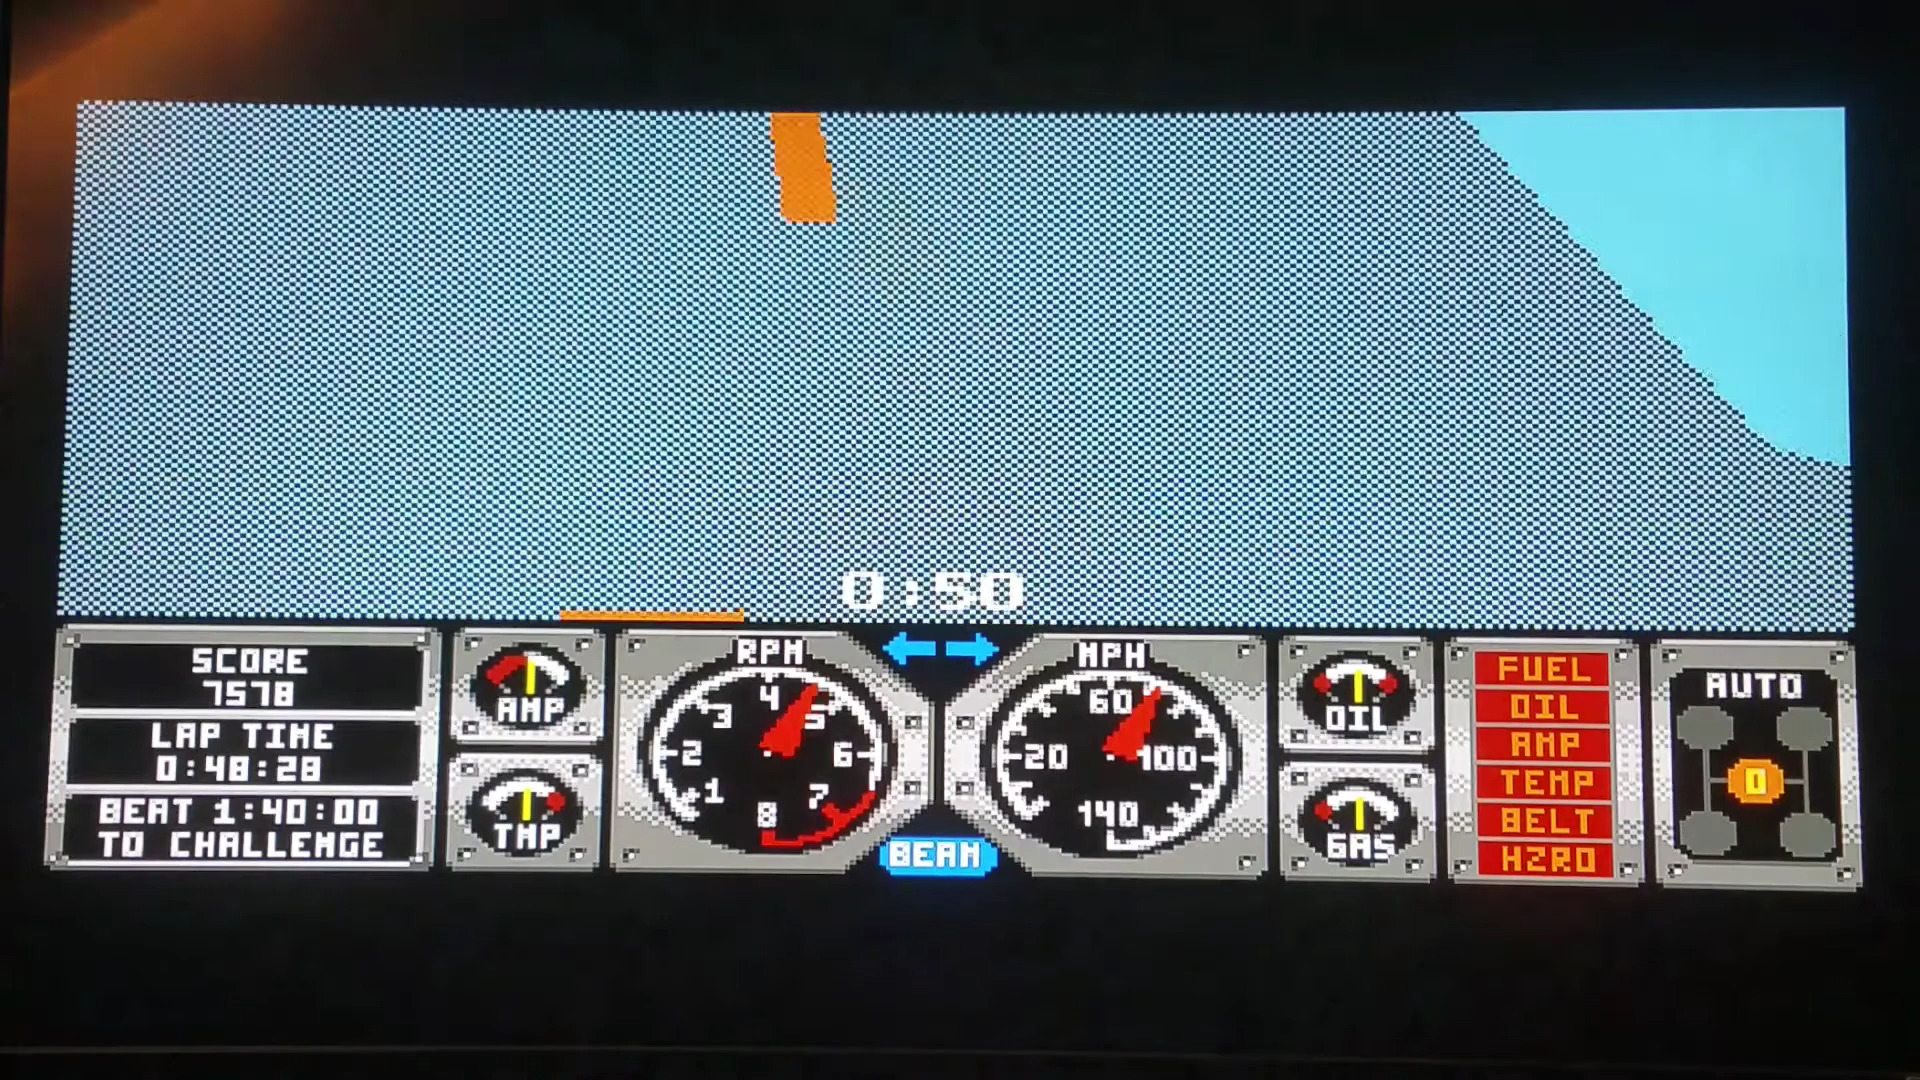 0:50
SCORE
7578
LAP TIME
0:48:28
BEAT 1:40:00
TO CHALLENGE
AMP
TMP
RPM
1 2 3 4 5 6 7 8
BEAM
MPH
20 60 100 140
OIL
GAS
FUEL
OIL
AMP
TEMP
BELT
HZRD
AUTO
0